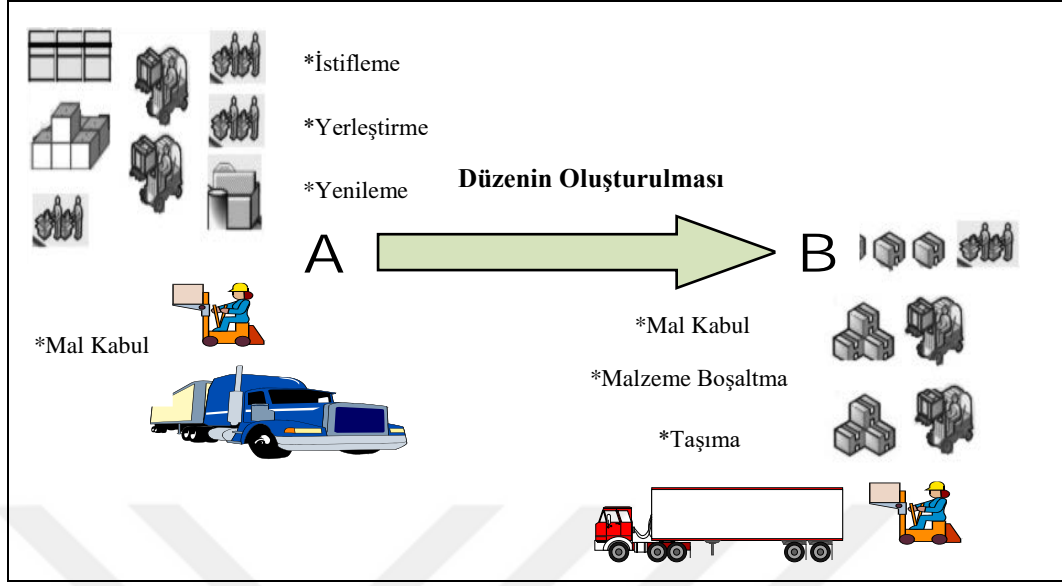 *İstifleme
*Yerleştirme
*Yenileme
Düzenin Oluşturulması
A
B
*Mal Kabul
*Mal Kabul
*Malzeme Boşaltma
*Taşıma